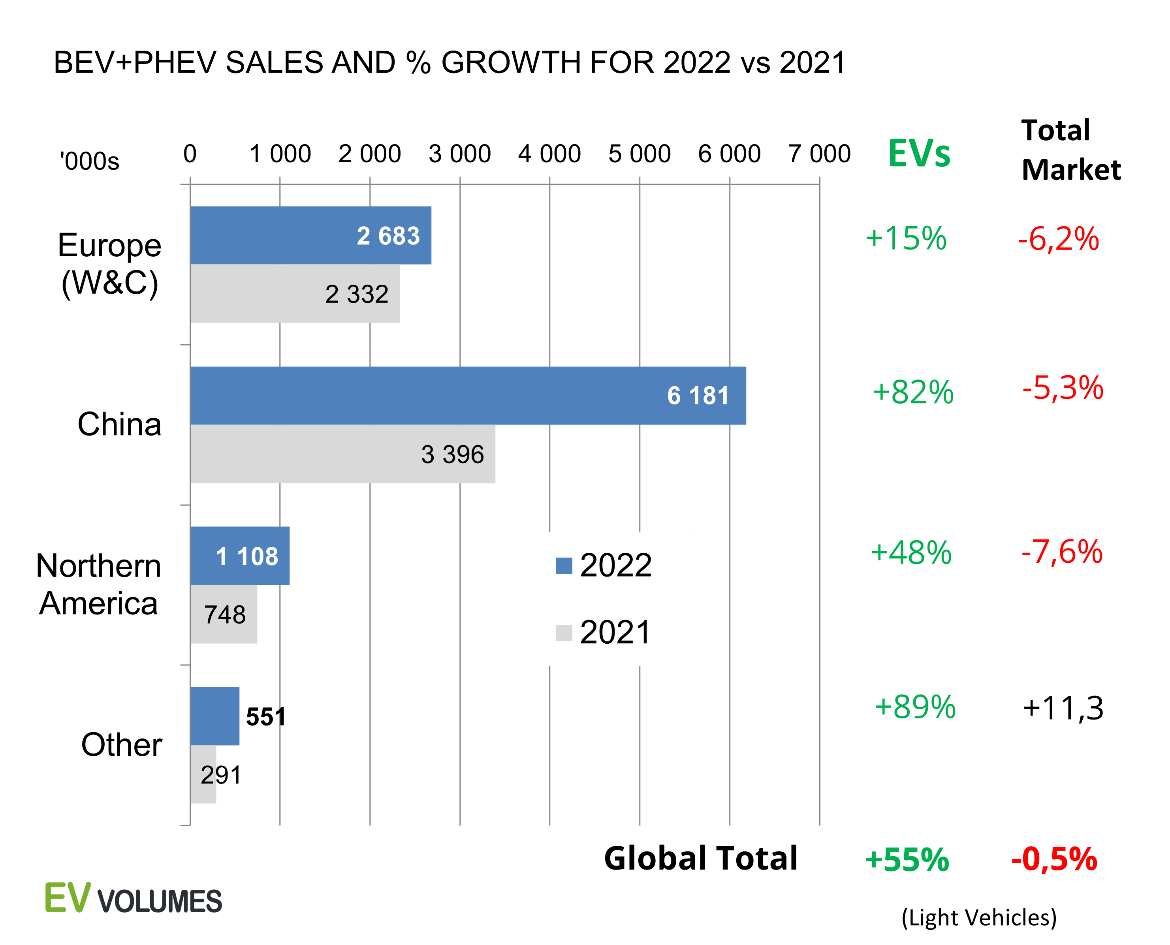 BEV+PHEV SALES AND % GROWTH FOR 2022 vs 2021
'000s 0 1 000 2 000 3 000 4 000 5 000 6 000 7 000 EVs Total
Market
Europe
(W&C)
2 683
2 332
+15% -6,2%
China
6 181
3 396
+82% -5,3%
Northern
America
1 108
748
+48% -7,6%
2022
2021
Other
551
291
+89% +11,3
Global Total +55% -0,5%
EV VOLUMES
(Light Vehicles)